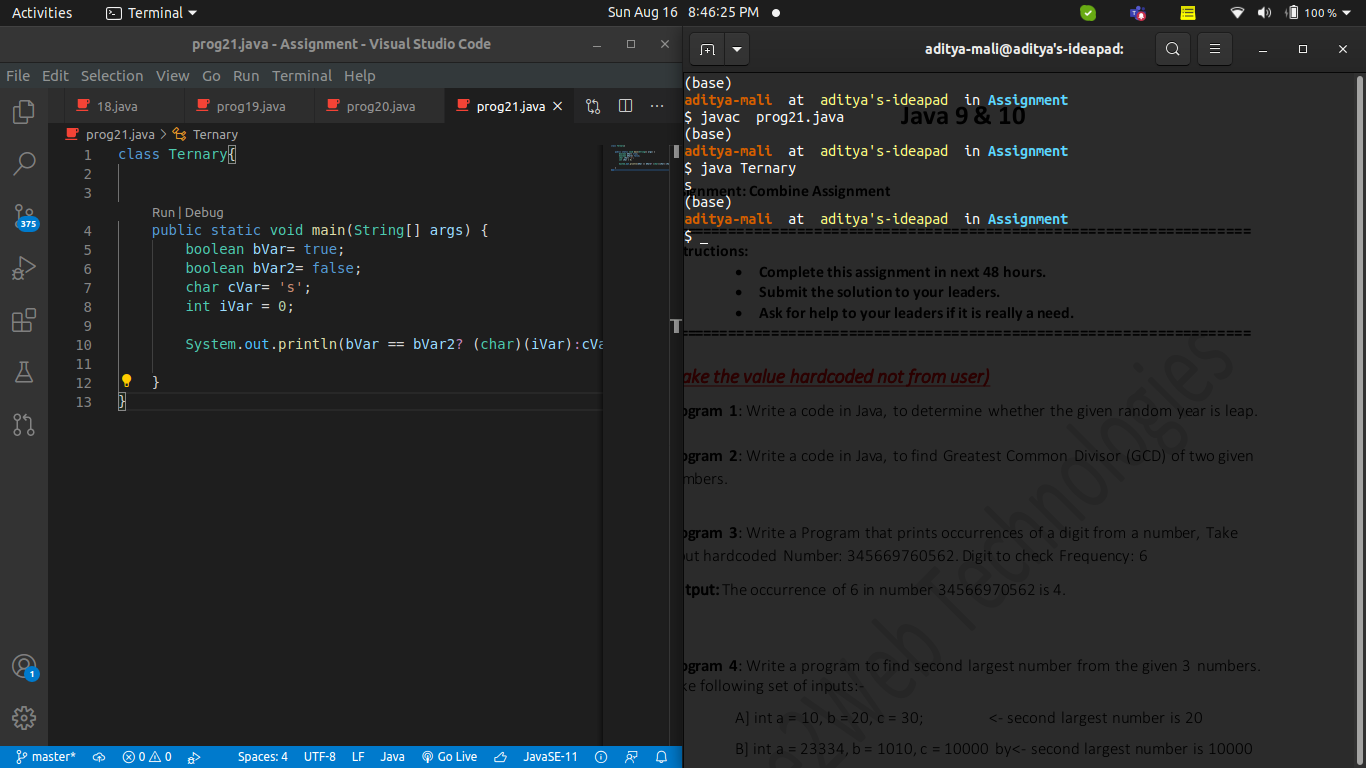 Activities
Terminal
Sun Aug 16 8:46:25 PM
100 %
prog21.java - Assignment - Visual Studio Code
File Edit Selection View Go Run Terminal Help
18.java
prog19.java
prog20.java
prog21.java
prog21.java > Ternary
1 class Ternary{
2
3
Run | Debug
4 public static void main(String[] args) {
5 boolean bVar= true;
6 boolean bVar2= false;
7 char cVar= 's';
8 int iVar = 0;
9
10 System.out.println(bVar == bVar2? (char)(iVar):cVa
11
12 }
13 }
375
1
master*
0 0
Spaces: 4
UTF-8
LF
Java
Go Live
JavaSE-11
aditya-mali@aditya's-ideapad:
(base)
aditya-mali at aditya's-ideapad in Assignment
$ javac prog21.java
(base)
aditya-mali at aditya's-ideapad in Assignment
$ java Ternary
s
(base)
aditya-mali at aditya's-ideapad in Assignment
$ _
Java 9 & 10
gnment: Combine Assignment
tructions:
• Complete this assignment in next 48 hours.
• Submit the solution to your leaders.
• Ask for help to your leaders if it is really a need.
ake the value hardcoded not from user)
ogram 1: Write a code in Java, to determine whether the given random year is leap.
ogram 2: Write a code in Java, to find Greatest Common Divisor (GCD) of two given
mbers.
ogram 3: Write a Program that prints occurrences of a digit from a number, Take
out hardcoded Number: 345669760562. Digit to check Frequency: 6
tput: The occurrence of 6 in number 34566970562 is 4.
ogram 4: Write a program to find second largest number from the given 3 numbers.
ke following set of inputs:-
A] int a = 10, b = 20, c = 30; <- second largest number is 20
B] int a = 23334, b = 1010, c = 10000 by<- second largest number is 10000
Technologies